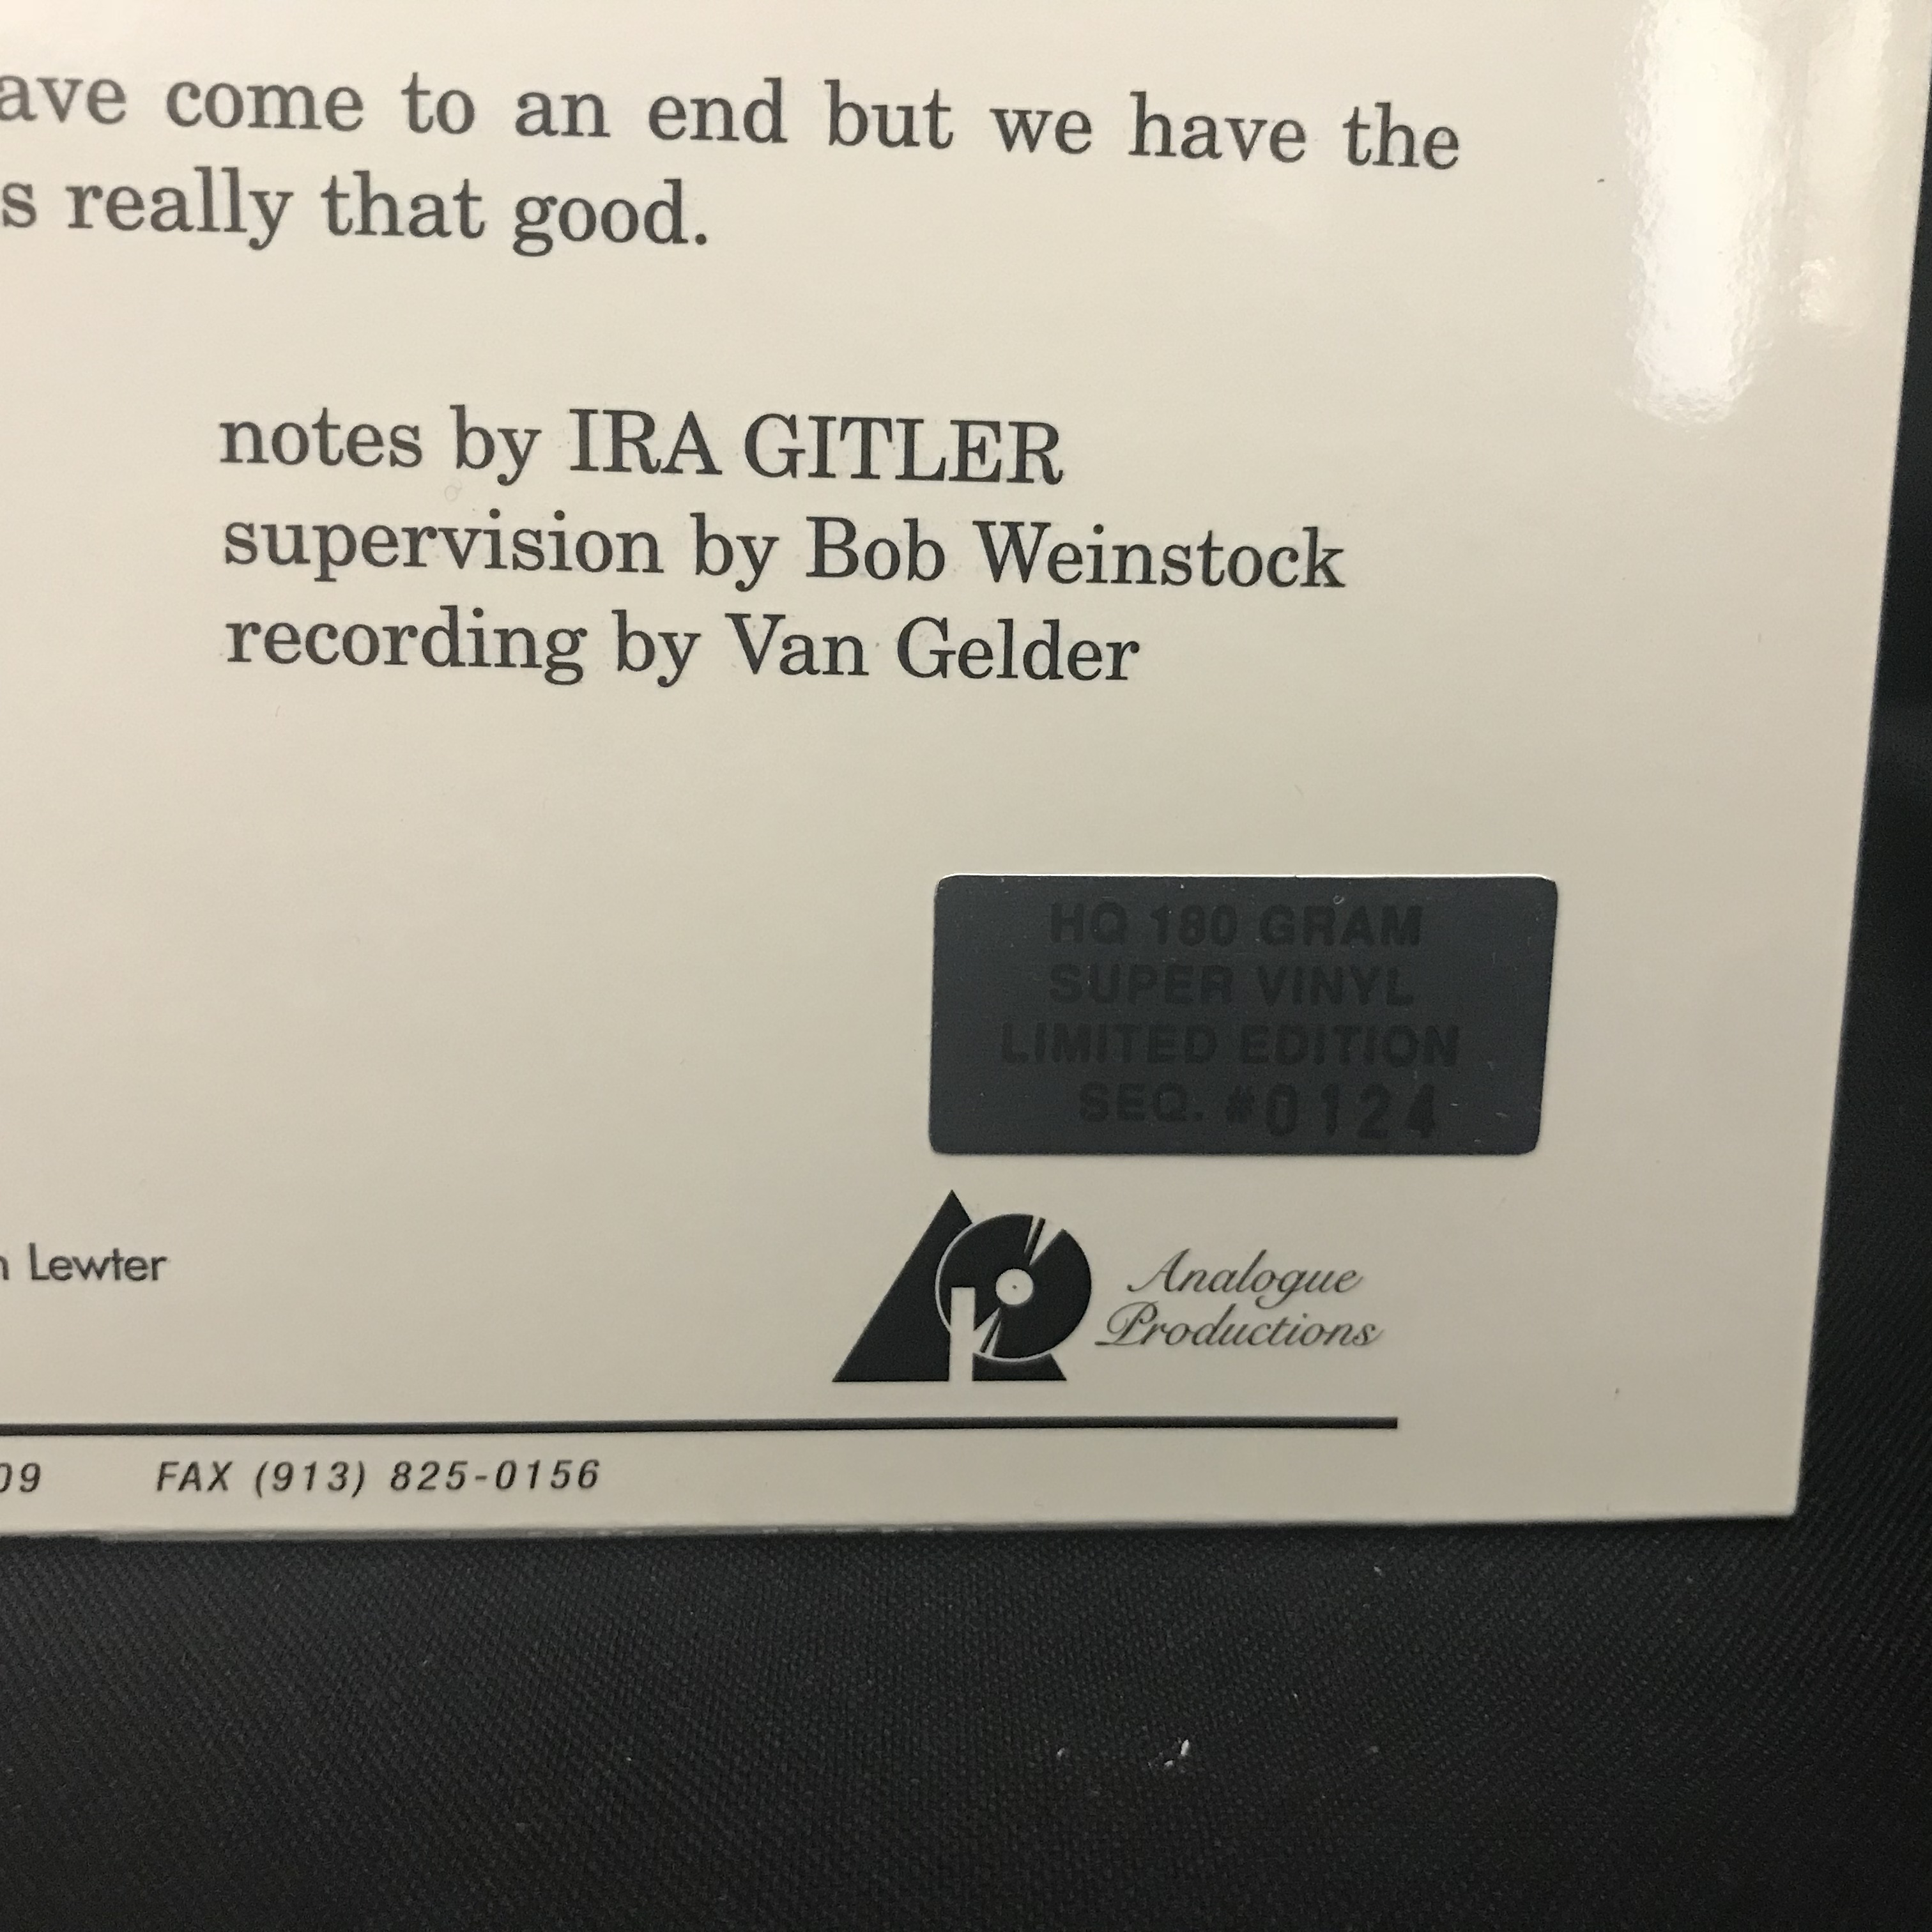 ave come to an end but we have the
s really that good.
notes by IRA GITLER
supervision by Bob Weinstock
recording by Van Gelder
HQ 180 GRAM
SUPER VINYL
LIMITED EDITION
SEQ. #0124
n Lewter
Analogue
Productions
09 FAX (913) 825-0156